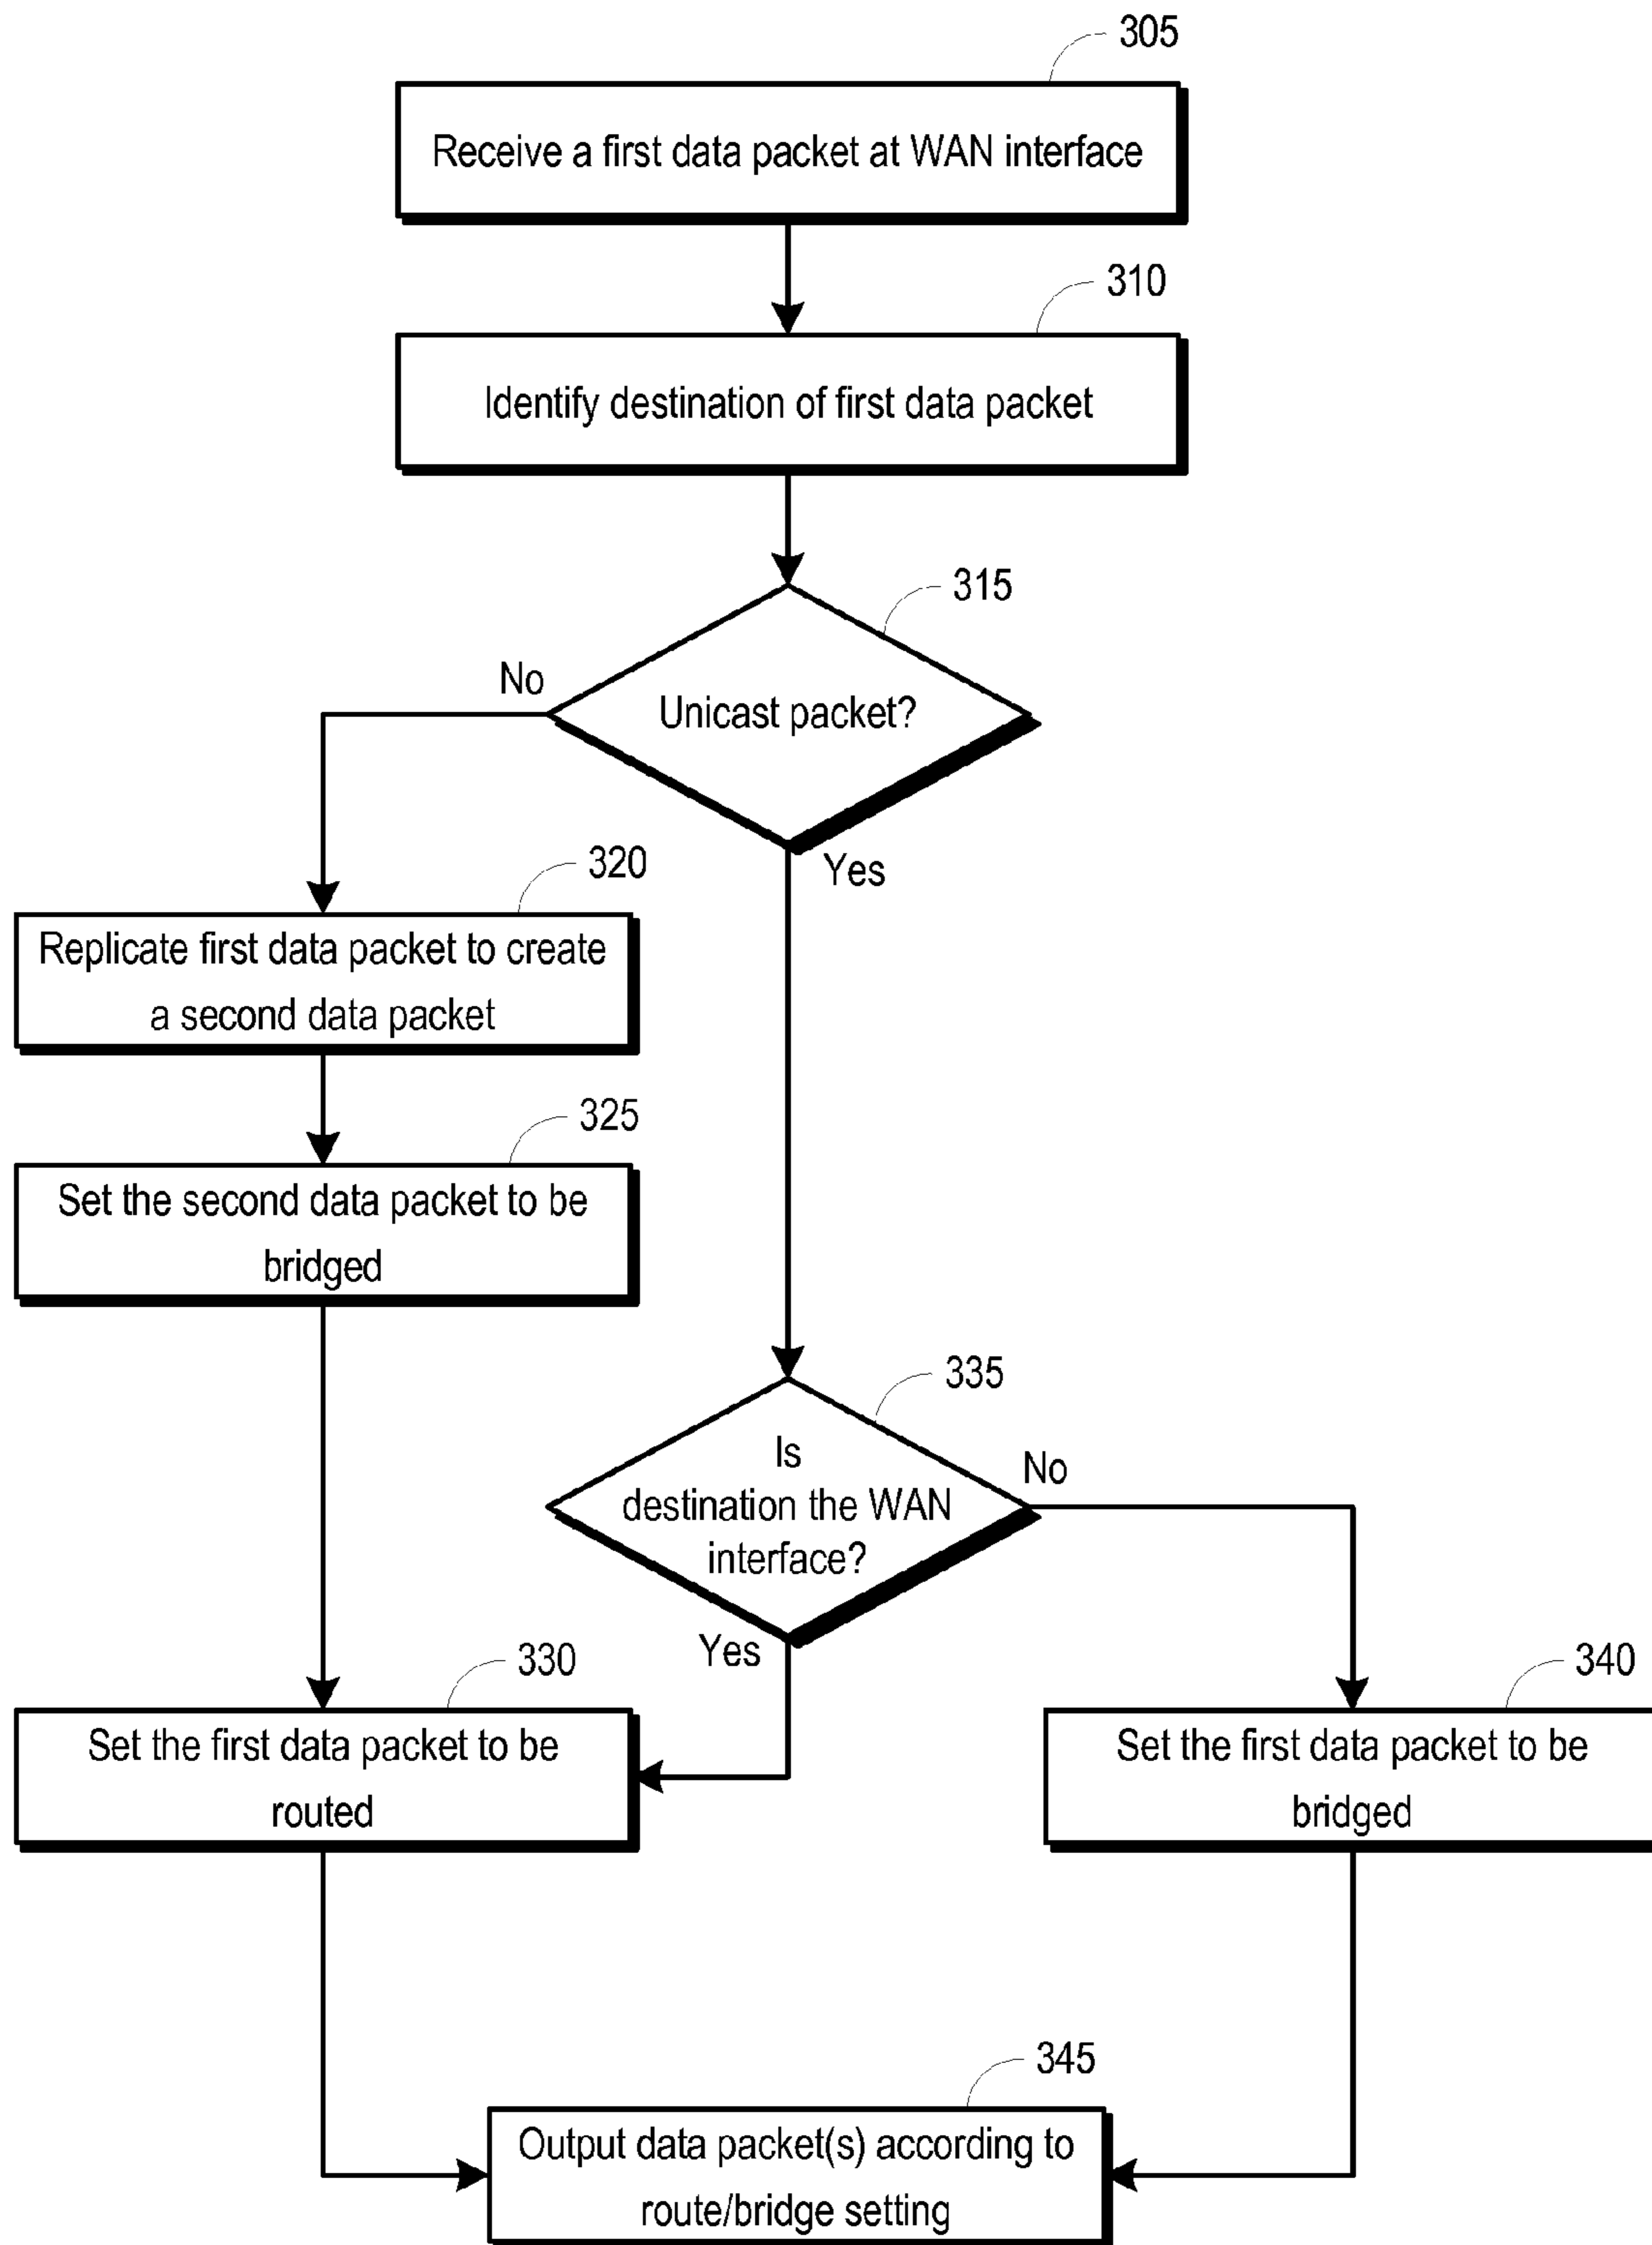 305
Receive a first data packet at WAN interface
310
Identify destination of first data packet
315
No
Unicast packet?
Yes
320
Replicate first data packet to create
a second data packet
325
Set the second data packet to be
bridged
335
Is
destination the WAN
interface?
No
Yes
330
Set the first data packet to be
routed
340
Set the first data packet to be
bridged
345
Output data packet(s) according to
route/bridge setting